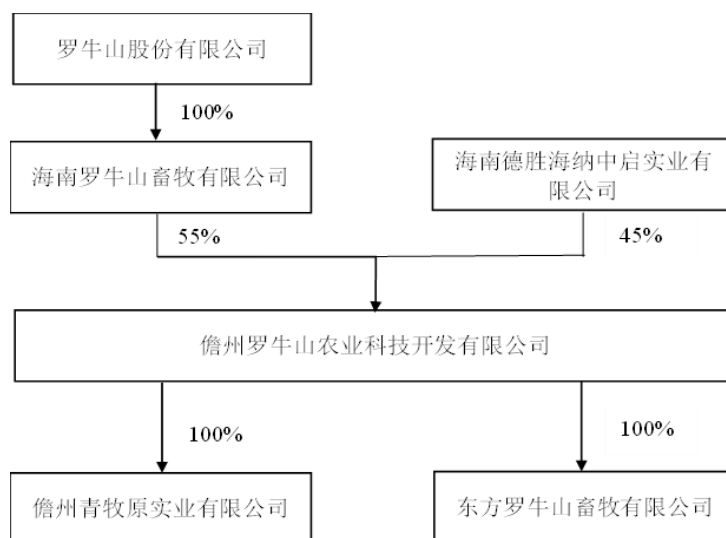 罗牛山股份有限公司
100%
海南罗牛山畜牧有限公司
海南德胜海纳中启实业有
限公司
55%
45%
儋州罗牛山农业科技开发有限公司
100%
100%
儋州青牧原实业有限公司
东方罗牛山畜牧有限公司